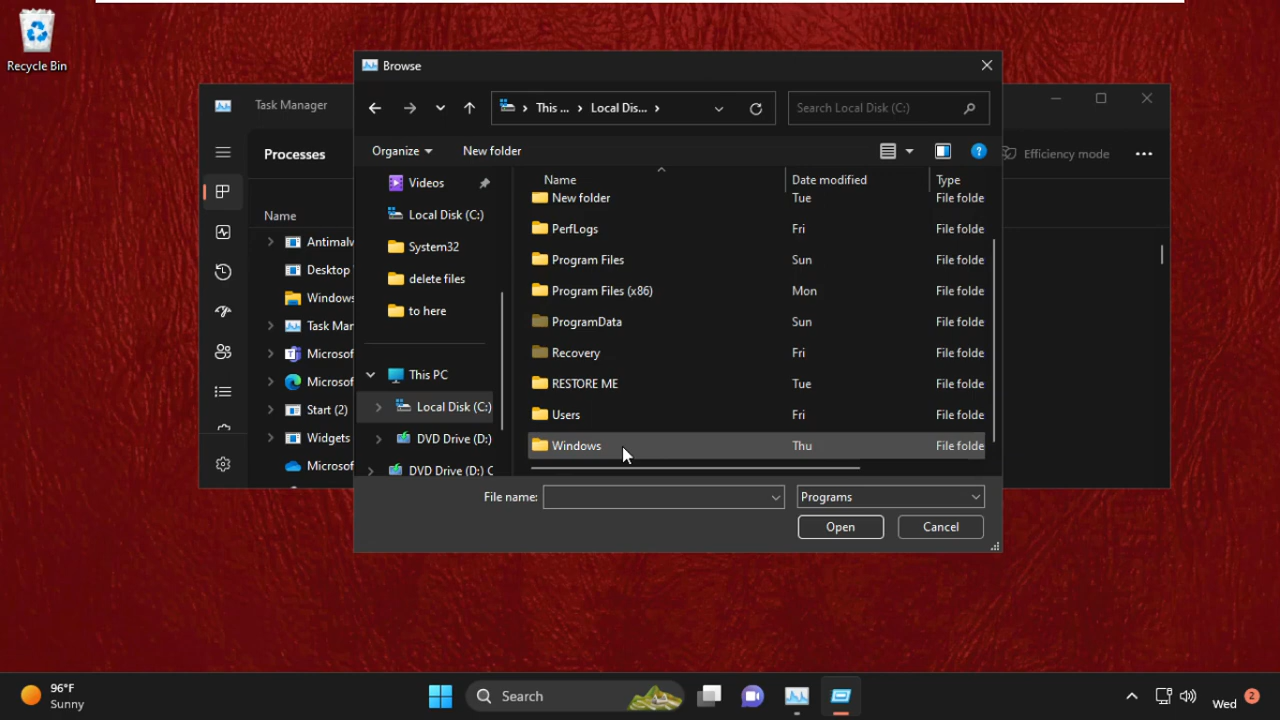 Recycle Bin
Task Manager
Processes
Efficiency mode
Name
Antimalw
Desktop
Windows
Task Man
Microsof
Microsof
Start (2)
Widgets
Microsof
Browse
This ... Local Dis...
Search Local Disk (C:)
Organize New folder
Videos
Local Disk (C:)
System32
delete files
to here
This PC
Local Disk (C:)
DVD Drive (D:)
DVD Drive (D:) C
Name Date modified Type
New folder Tue File folde
PerfLogs Fri File folde
Program Files Sun File folde
Program Files (x86) Mon File folde
ProgramData Sun File folde
Recovery Fri File folde
RESTORE ME Tue File folde
Users Fri File folde
Windows Thu File folde
File name: Programs
Open Cancel
96°F
Sunny
Search
Wed 2